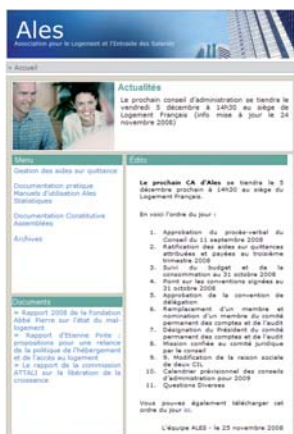 Ales
Association pour le Logement et l'Entraide des Salariés
» Accueil
Actualités
Le prochain conseil d'administration se tiendra le
vendredi 5 décembre à 14h30 au siège de
Logement Français (info mise à jour le 24
novembre 2008)
Menu
Gestion des aides sur quittance
Documentation pratique
Manuels d'utilisation Ales
Statistiques
Documentation Constitutive
Assemblées
Archives
Documents
» Rapport 2008 de la Fondation
Abbé Pierre sur l'état du mal-
logement
» Rapport d'Etienne Pinte :
propositions pour une relance
de la politique de l'hébergement
et de l'accès au logement
» Le rapport de la commission
ATTALI sur la libération de la
croissance
Edito
Le prochain CA d'Ales se tiendra le 5
décembre prochain à 14h30 au siège du
Logement Français.
En voici l'ordre du jour :
1. Approbation du procès-verbal du
Conseil du 11 septembre 2008
2. Ratification des aides sur quittances
attribuées et payées au troisième
trimestre 2008
3. Suivi du budget et de la
consommation au 31 octobre 2008
4. Point sur les conventions signées au
31 octobre 2008
5. Approbation de la convention de
délégation
6. Remplacement d'un membre et
nomination d'un membre du comité
permanent des comptes et de l'audit
7. Désignation du Président du comité
permanent des comptes et de l'audit
8. Mission confiée au comité juridique
par le conseil
9. 9. Modification de la raison sociale
de deux CIL
10. Calendrier prévisionnel des conseils
d'administration pour 2009
11. Questions Diverses
Vous pouvez également télécharger cet
ordre du jour ici.
L'équipe ALES - le 25 novembre 2008